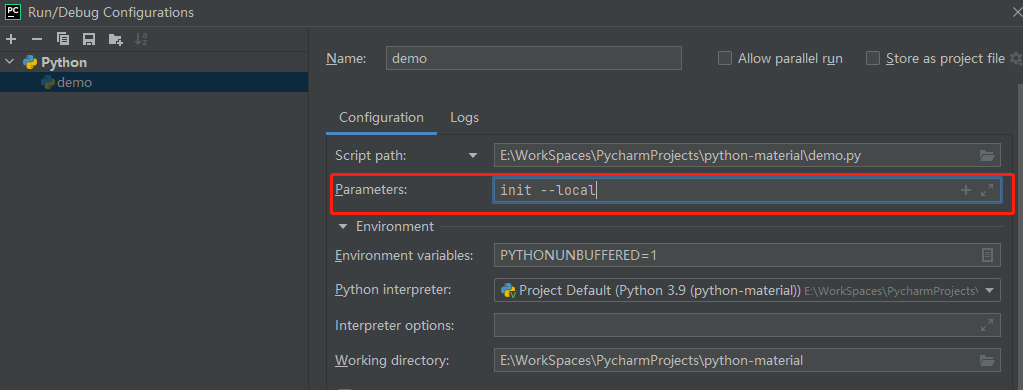 PC Run/Debug Configurations
Python
demo
Name: demo Allow parallel run Store as project file
Configuration Logs
Script path: E:\WorkSpaces\PycharmProjects\python-material\demo.py
Parameters: init --local
Environment
Environment variables: PYTHONUNBUFFERED=1
Python interpreter: Project Default (Python 3.9 (python-material)) E:\WorkSpaces\PycharmProjects\
Interpreter options:
Working directory: E:\WorkSpaces\PycharmProjects\python-material